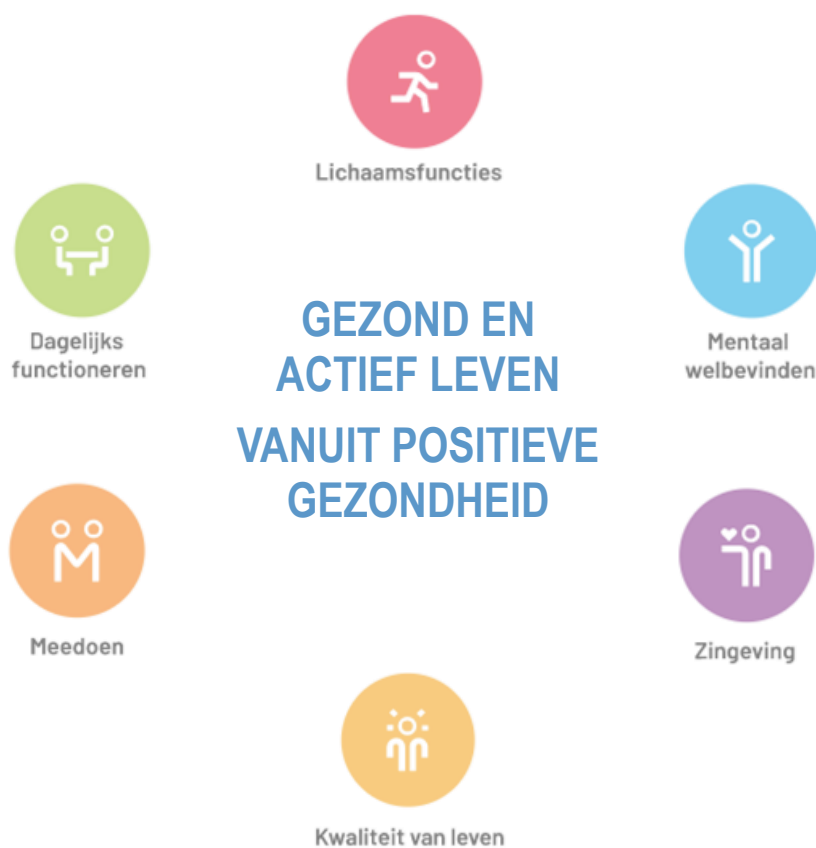 Lichaamsfuncties
Dagelijks
functioneren
Mentaal
welbevinden
GEZOND EN
ACTIEF LEVEN
VANUIT POSITIEVE
GEZONDHEID
Meedoen
Zingeving
Kwaliteit van leven